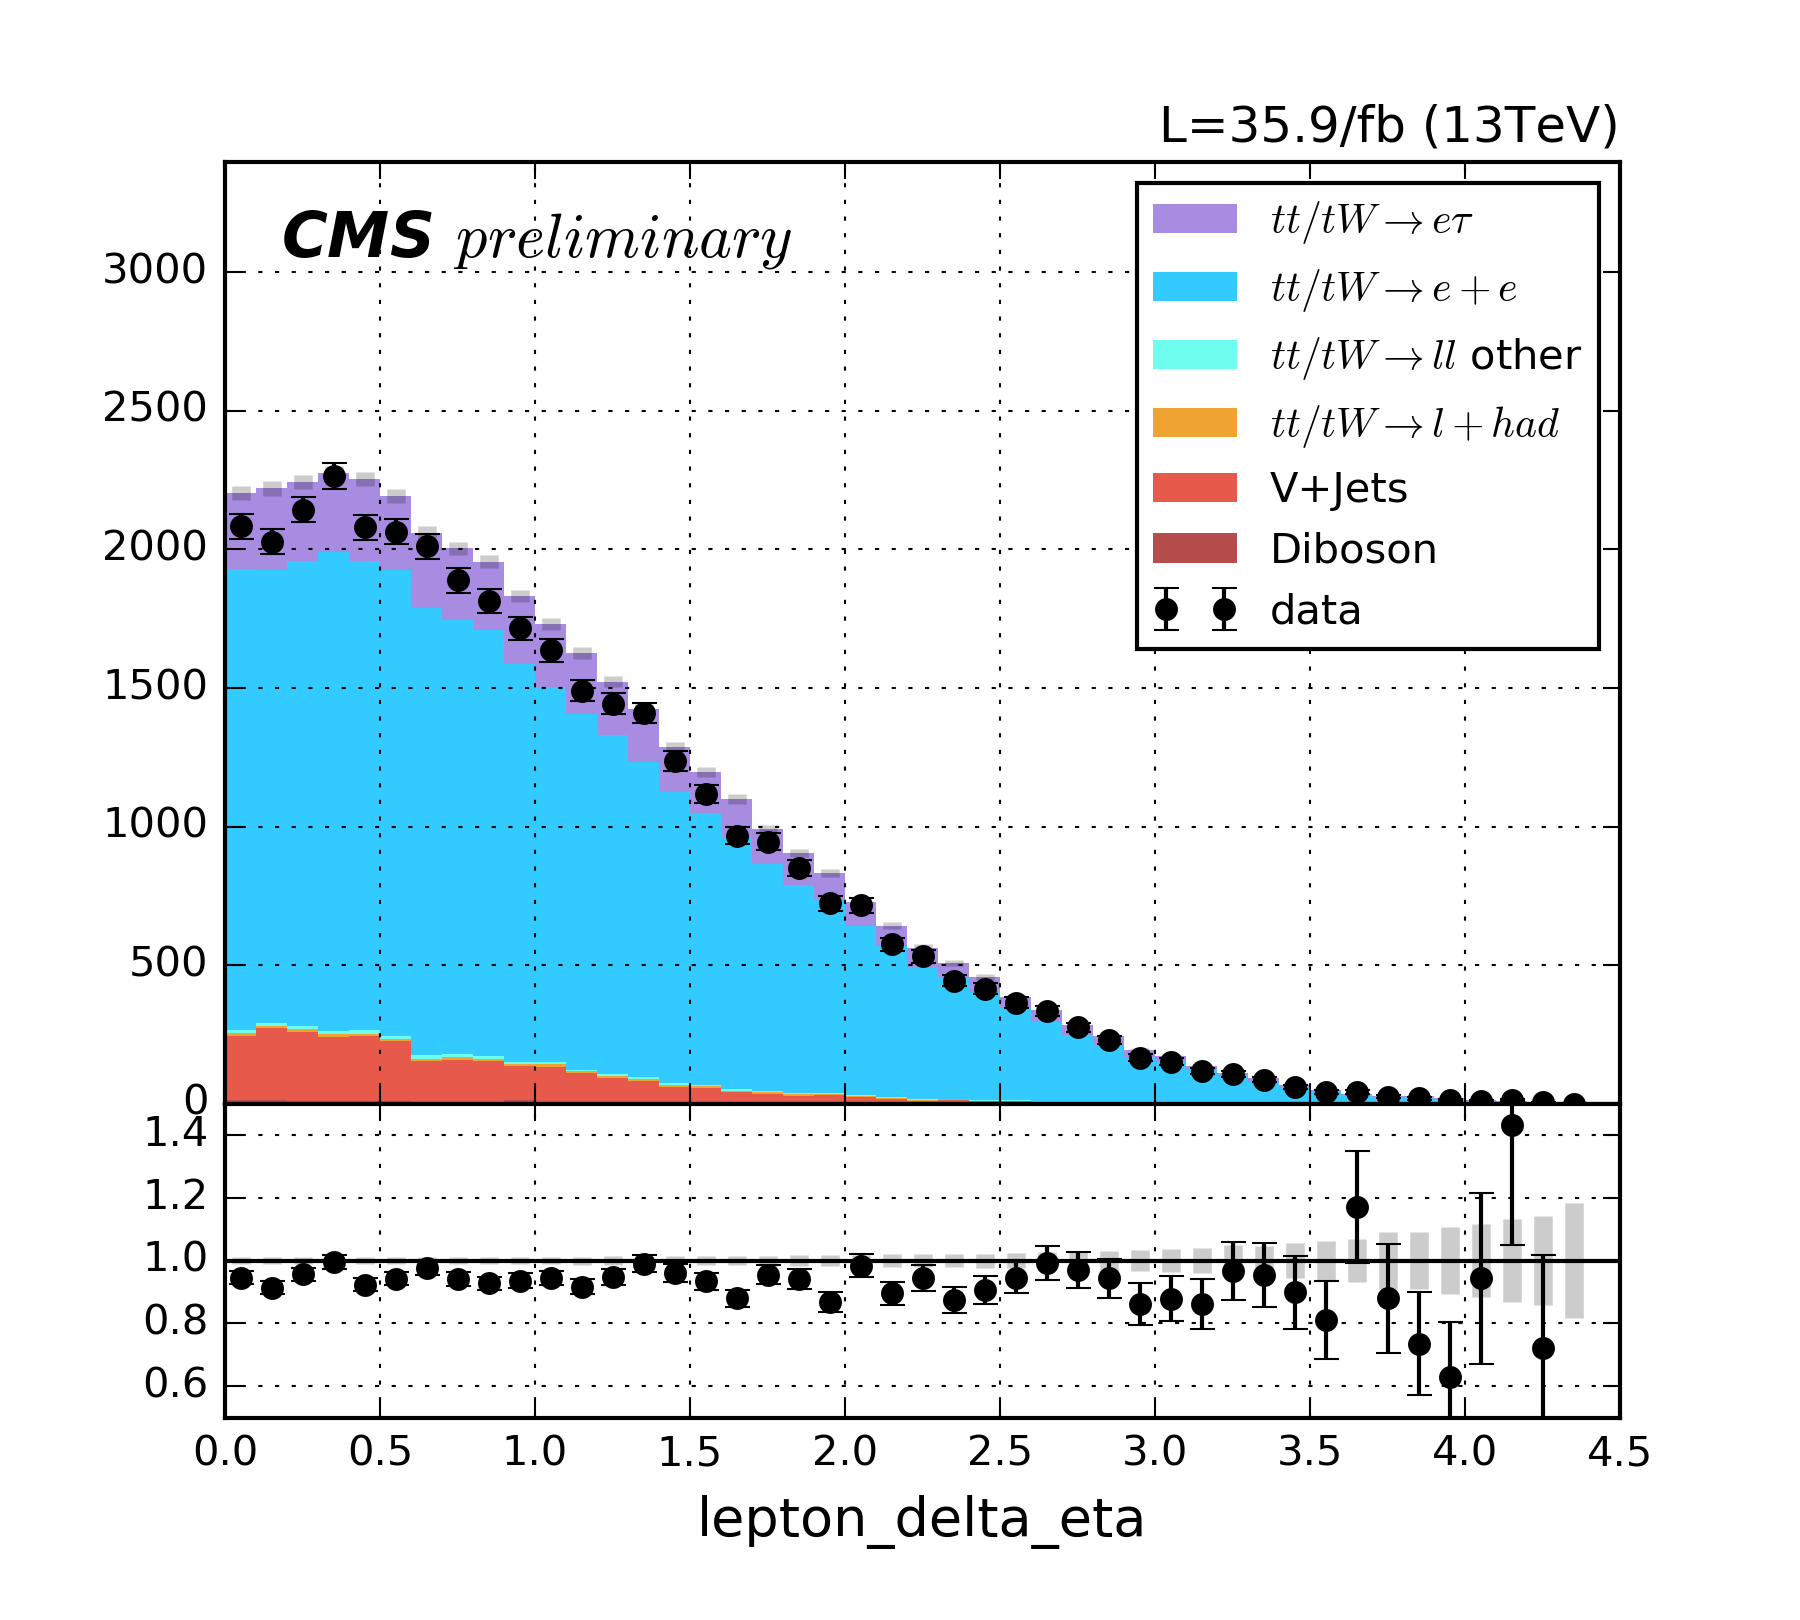 L=35.9/fb (13TeV)
CMS preliminary
tt/tW→eτ
tt/tW→e+e
tt/tW→ll other
tt/tW→l+had
V+Jets
Diboson
data
3000
2500
2000
1500
1000
500
0
1.4
1.2
1.0
0.8
0.6
0.0 0.5 1.0 1.5 2.0 2.5 3.0 3.5 4.0 4.5
lepton_delta_eta